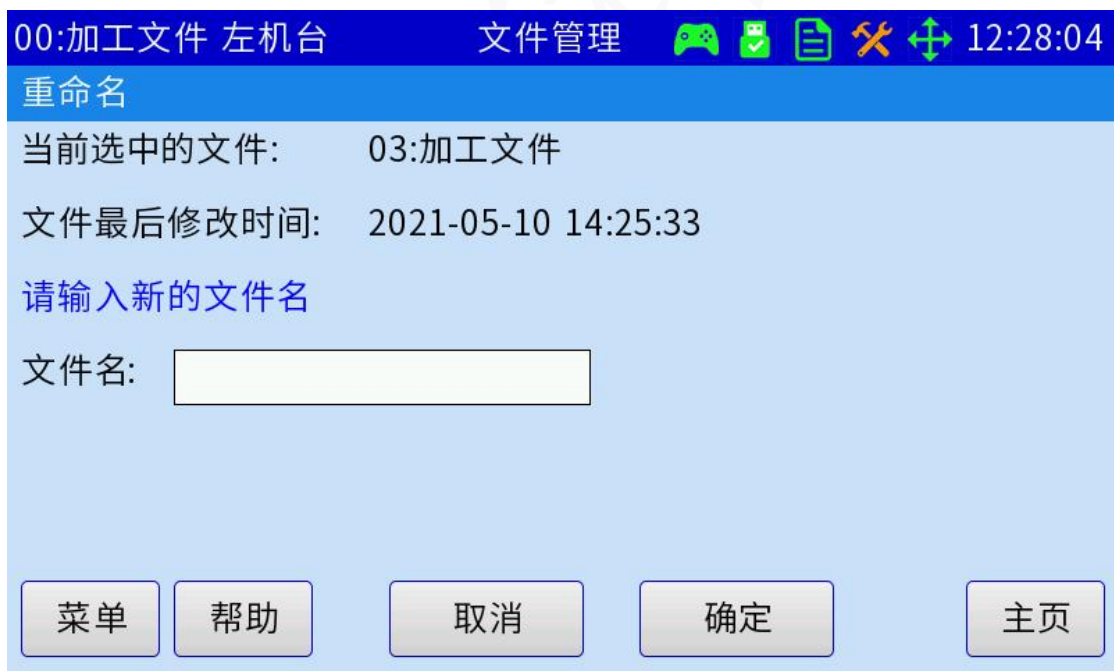 00:加工文件 左机台 文件管理 12:28:04
重命名
当前选中的文件: 03:加工文件
文件最后修改时间: 2021-05-10 14:25:33
请输入新的文件名
文件名:
菜单 帮助 取消 确定 主页